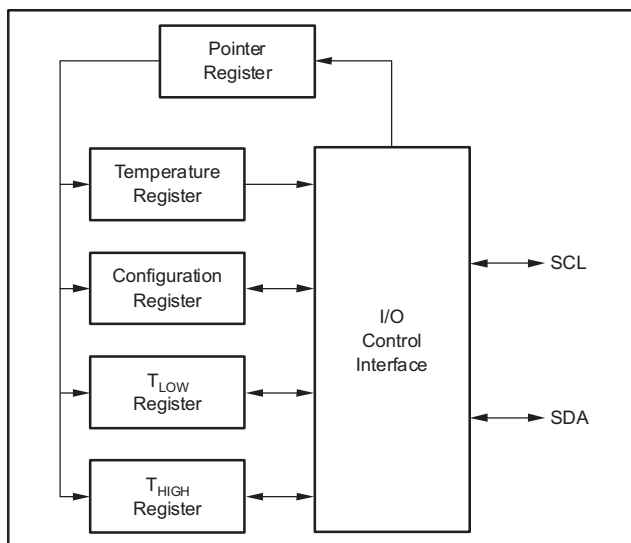 Pointer
Register
Temperature
Register
Configuration
Register
TLOW
Register
THIGH
Register
I/O
Control
Interface
SCL
SDA